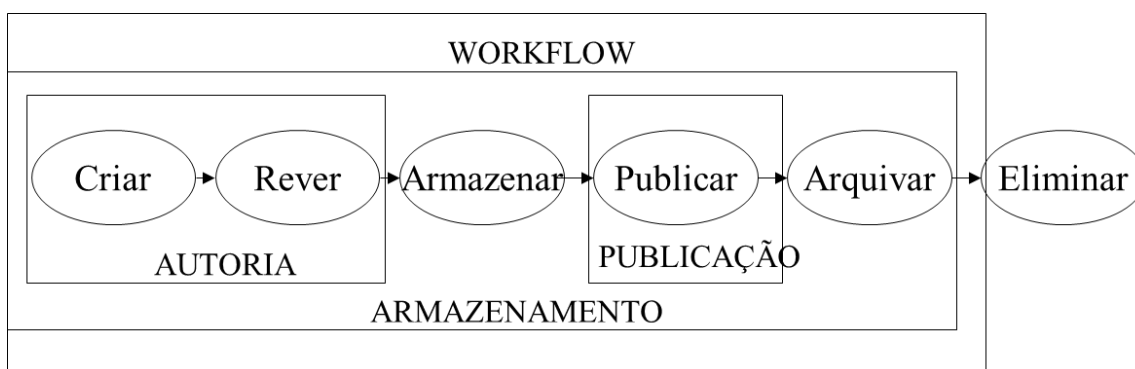 WORKFLOW
Criar
Rever
Armazenar
Publicar
Arquivar
Eliminar
AUTORIA
PUBLICAÇÃO
ARMAZENAMENTO